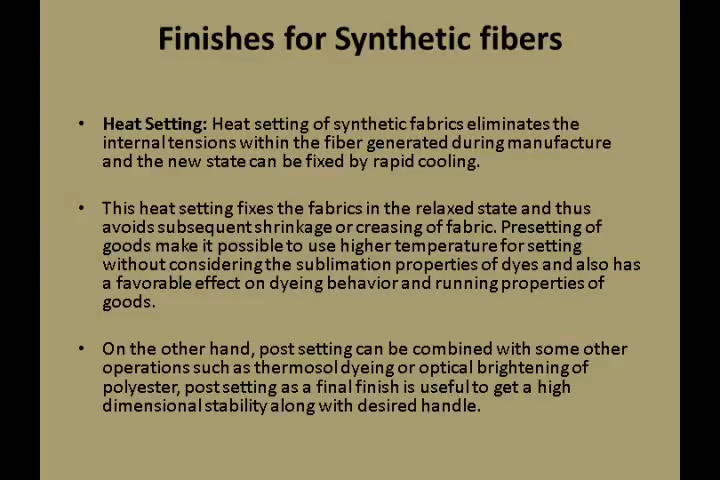 Finishes for Synthetic fibers
• Heat Setting: Heat setting of synthetic fabrics eliminates the
internal tensions within the fiber generated during manufacture
and the new state can be fixed by rapid cooling.
• This heat setting fixes the fabrics in the relaxed state and thus
avoids subsequent shrinkage or creasing of fabric. Presetting of
goods make it possible to use higher temperature for setting
without considering the sublimation properties of dyes and also has
a favorable effect on dyeing behavior and running properties of
goods.
• On the other hand, post setting can be combined with some other
operations such as thermosol dyeing or optical brightening of
polyester, post setting as a final finish is useful to get a high
dimensional stability along with desired handle.